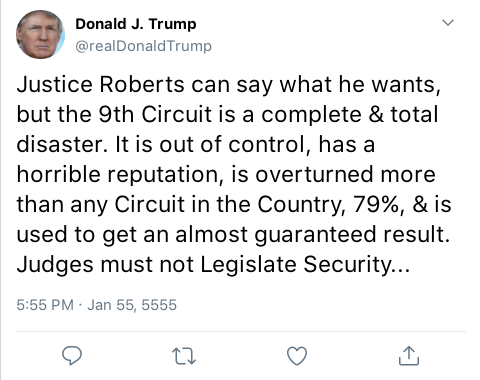 Donald J. Trump
@realDonaldTrump
Justice Roberts can say what he wants,
but the 9th Circuit is a complete & total
disaster. It is out of control, has a
horrible reputation, is overturned more
than any Circuit in the Country, 79%, & is
used to get an almost guaranteed result.
Judges must not Legislate Security...
5:55 PM · Jan 55, 5555